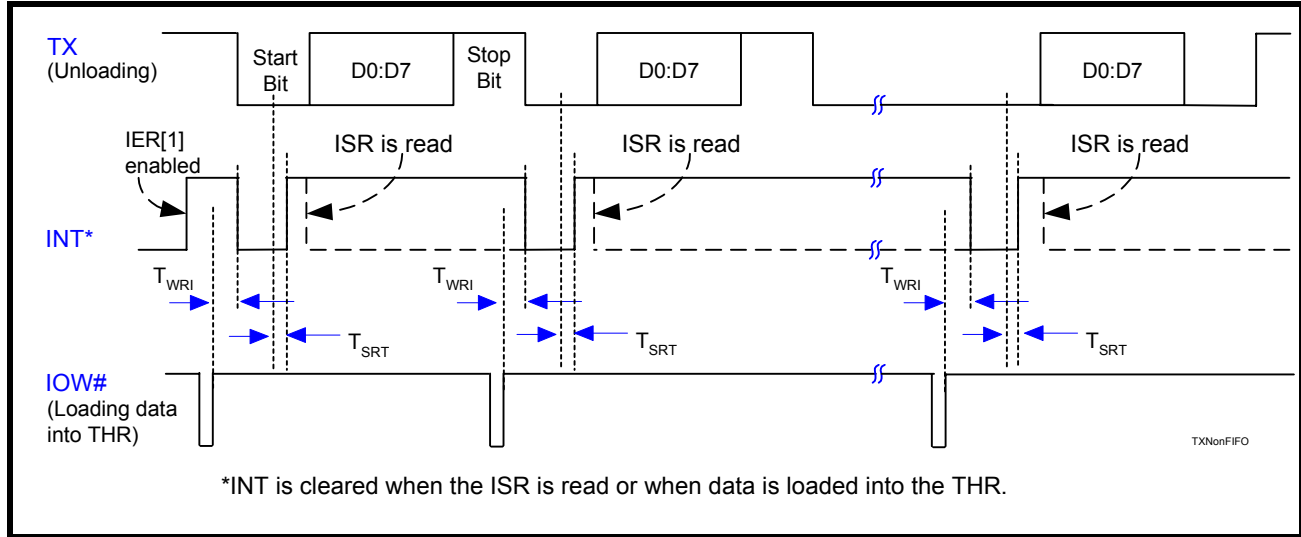 TX
(Unloading)
Start
Bit
D0:D7
Stop
Bit
D0:D7
D0:D7
IER[1]
enabled
ISR is read
ISR is read
ISR is read
INT*
TWRI
TWRI
TWRI
TSRT
TSRT
TSRT
IOW#
(Loading data
into THR)
TXNonFIFO
*INT is cleared when the ISR is read or when data is loaded into the THR.